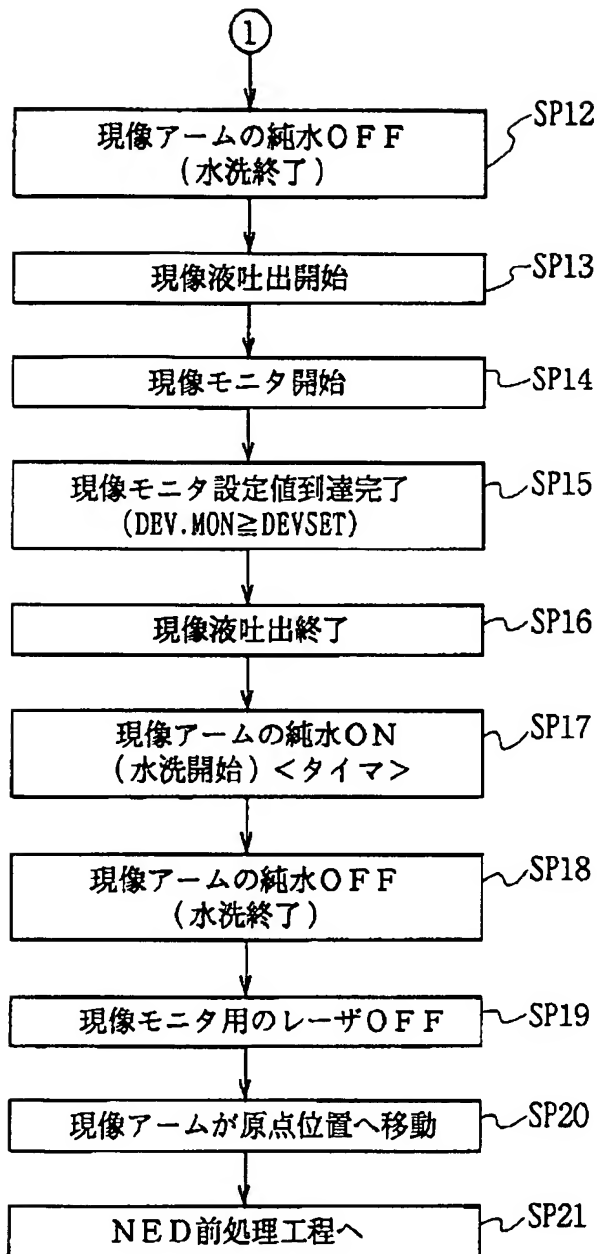 1
現像アームの純水OFF
(水洗終了)
SP12
現像液吐出開始
SP13
現像モニタ開始
SP14
現像モニタ設定値到達完了
(DEV.MON≧DEVSET)
SP15
現像液吐出終了
SP16
現像アームの純水ON
(水洗開始)<タイマ>
SP17
現像アームの純水OFF
(水洗終了)
SP18
現像モニタ用のレーザOFF
SP19
現像アームが原点位置へ移動
SP20
NED前処理工程へ
SP21